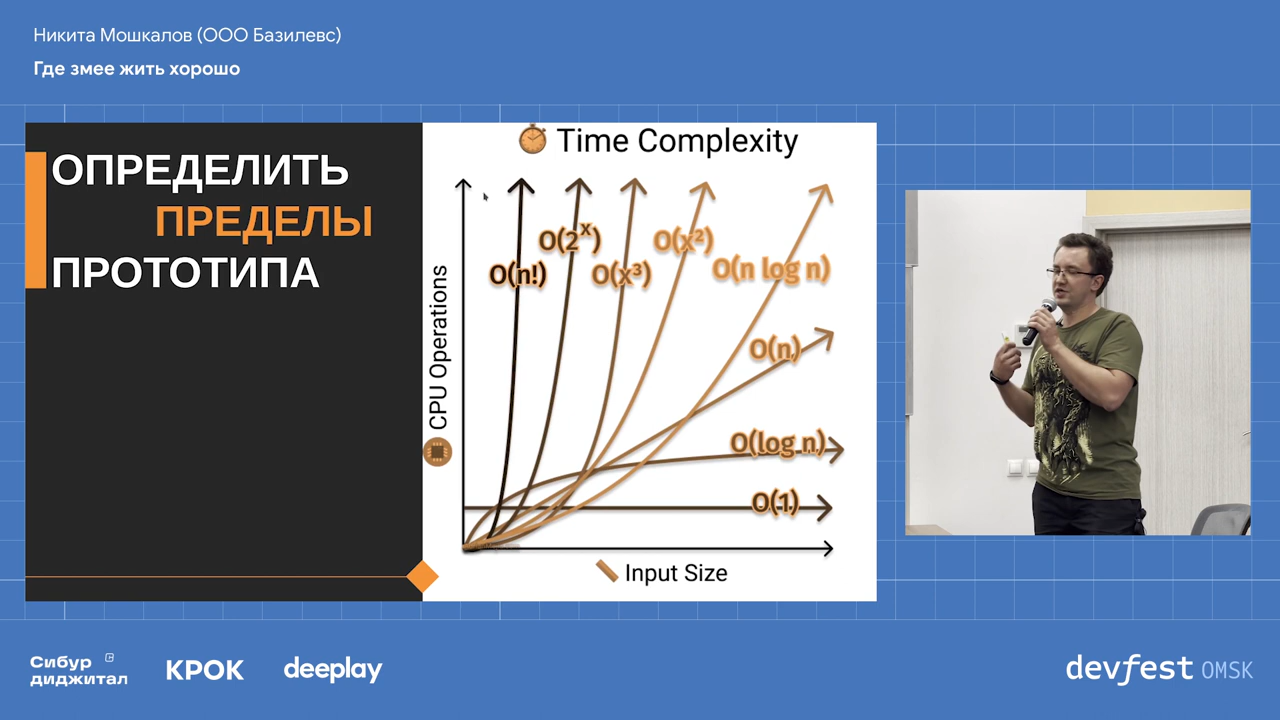 Никита Мошкалов (ООО Базилевс)
Где змее жить хорошо
ОПРЕДЕЛИТЬ
ПРЕДЕЛЫ
ПРОТОТИПА
Time Complexity
CPU Operations
O(n!)
O(2^x)
O(x³)
O(x²)
O(n log n)
O(n)
O(log n)
O(1)
Input Size
Сибур
диджитал
КРОК
deeplay
devfest OMSK